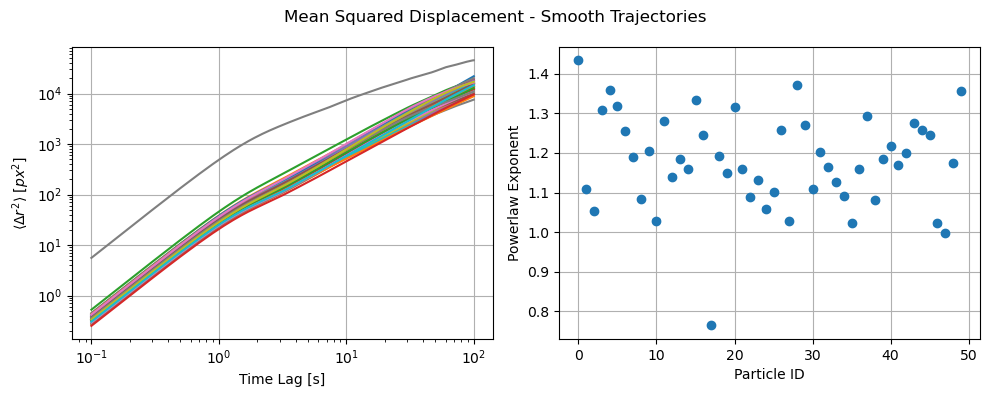 Mean Squared Displacement - Smooth Trajectories
⟨Δr²⟩ [px²]
10⁴
10³
10²
10¹
10⁰
10⁻¹ 10⁰ 10¹ 10²
Time Lag [s]
Powerlaw Exponent
1.4
1.3
1.2
1.1
1.0
0.9
0.8
0 10 20 30 40 50
Particle ID